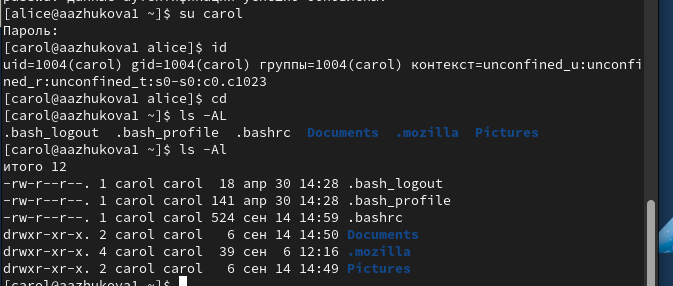 [alice@aazhukova1 ~]$ su carol
Пароль:
[carol@aazhukova1 alice]$ id
uid=1004(carol) gid=1004(carol) группы=1004(carol) контекст=unconfined_u:unconfi
ned_r:unconfined_t:s0-s0:c0.c1023
[carol@aazhukova1 alice]$ cd
[carol@aazhukova1 ~]$ ls -AL
.bash_logout  .bash_profile  .bashrc  Documents  .mozilla  Pictures
[carol@aazhukova1 ~]$ ls -Al
итого 12
-rw-r--r--. 1 carol carol  18 апр 30 14:28 .bash_logout
-rw-r--r--. 1 carol carol 141 апр 30 14:28 .bash_profile
-rw-r--r--. 1 carol carol 524 сен 14 14:59 .bashrc
drwxr-xr-x. 2 carol carol   6 сен 14 14:50 Documents
drwxr-xr-x. 4 carol carol  39 сен  6 12:16 .mozilla
drwxr-xr-x. 2 carol carol   6 сен 14 14:49 Pictures
[carol@aazhukova1 ~]$